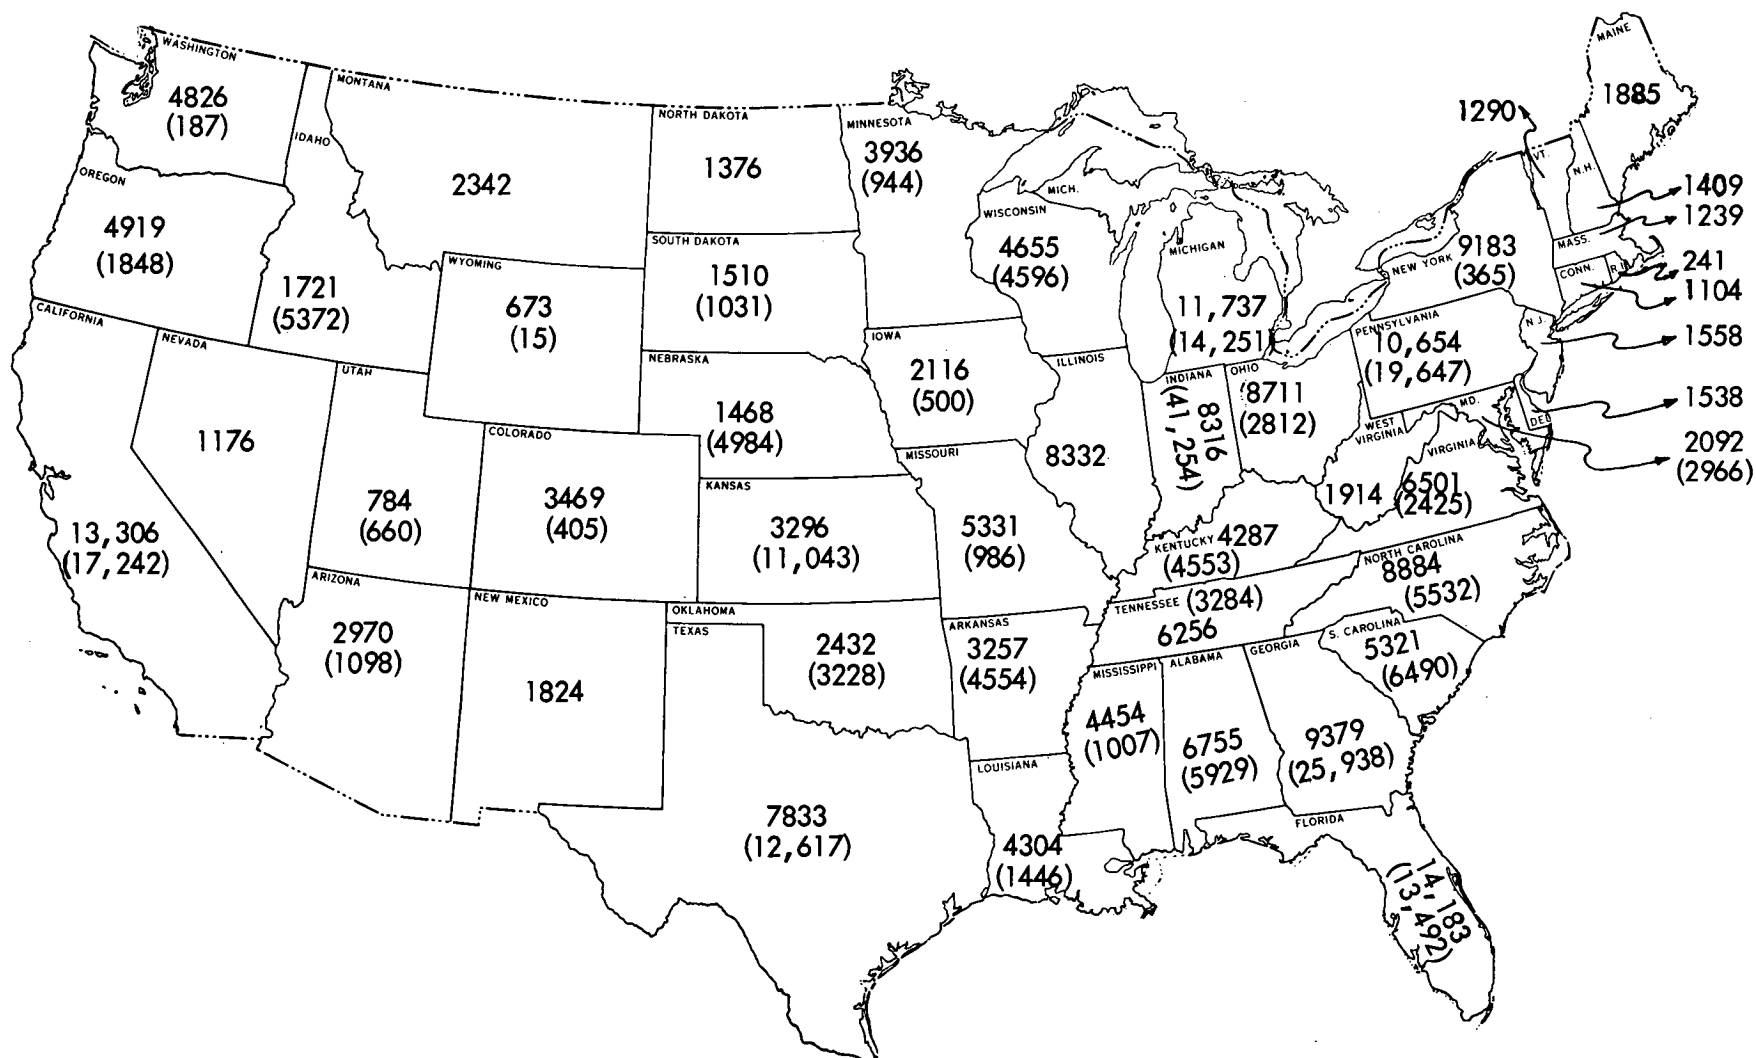 WASHINGTON
4826
(187)
IDAHO
1721
(5372)
MONTANA
2342
NORTH DAKOTA
1376
MINNESOTA
3936
(944)
OREGON
4919
(1848)
SOUTH DAKOTA
1510
(1031)
WYOMING
673
(15)
MICH.
WISCONSIN
4655
(4596)
MICHIGAN
11,737
(14,251)
MAINE
1885
1290
VT.
N.H.
1409
1239
MASS.
NEW YORK
9183
(365)
CONN.
R.I.
241
1104
CALIFORNIA
13,306
(17,242)
NEVADA
1176
UTAH
784
(660)
COLORADO
3469
(405)
NEBRASKA
1468
(4984)
IOWA
2116
(500)
ILLINOIS
8332
INDIANA
8316
(41,254)
OHIO
8711
(2812)
PENNSYLVANIA
10,654
(19,647)
N.J.
1558
1538
DEL
MD.
2092
(2966)
WEST
VIRGINIA
1914
VIRGINIA
6501
(2425)
KANSAS
3296
(11,043)
MISSOURI
5331
(986)
KENTUCKY 4287
(4553)
NORTH CAROLINA
8884
(5532)
TENNESSEE (3284)
6256
ARIZONA
2970
(1098)
NEW MEXICO
1824
OKLAHOMA
2432
(3228)
TEXAS
7833
(12,617)
ARKANSAS
3257
(4554)
LOUISIANA
4304
(1446)
MISSISSIPPI
4454
(1007)
ALABAMA
6755
(5929)
GEORGIA
9379
(25,938)
S. CAROLINA
5321
(6490)
FLORIDA
14,183
(13,492)